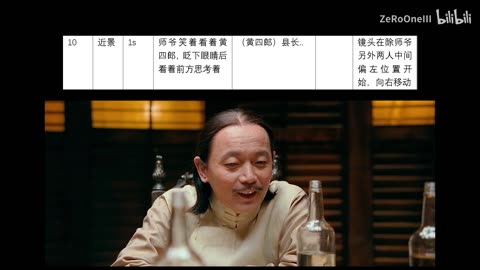 ZeRoOneIII bilibili
10 近景 1s 师爷笑着看着黄 （黄四郎）县长.. 镜头在除师爷
四郎，眨下眼睛后 另外两人中间
看着前方思考着 偏左位置开
始，向右移动